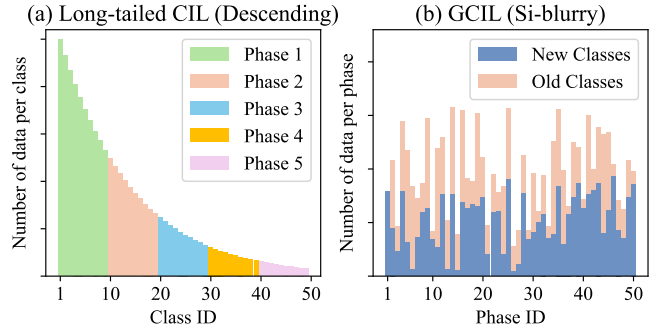 (a) Long-tailed CIL (Descending)
Number of data per class
Phase 1
Phase 2
Phase 3
Phase 4
Phase 5
1 10 20 30 40 50
Class ID
(b) GCIL (Si-blurry)
Number of data per phase
New Classes
Old Classes
1 10 20 30 40 50
Phase ID